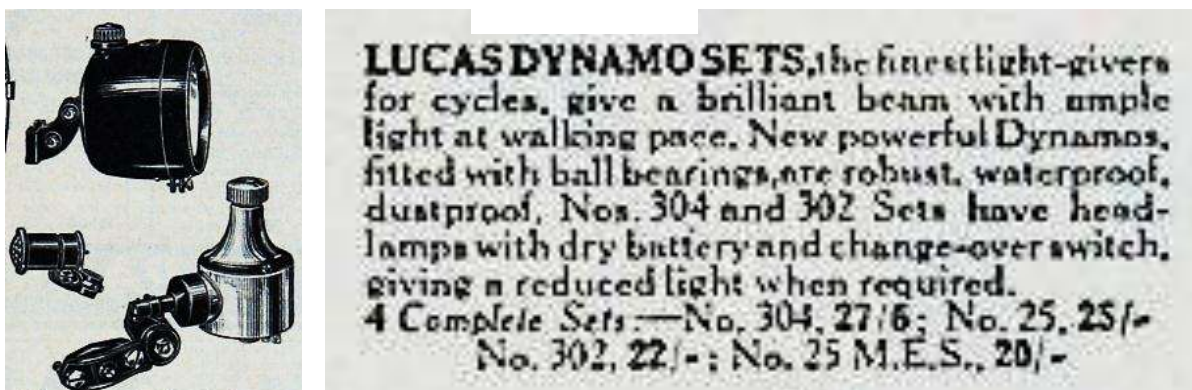 LUCAS DYNAMO SETS, the finest light-givers
for cycles, give a brilliant beam with ample
light at walking pace. New powerful Dynamos,
fitted with ball bearings, are robust, waterproof,
dustproof. Nos. 304 and 302 Sets have head-
lamps with dry battery and change-over switch,
giving a reduced light when required.
4 Complete Sets:—No. 304, 27/6; No. 25, 25/-
No. 302, 22/-; No. 25 M.E.S., 20/-